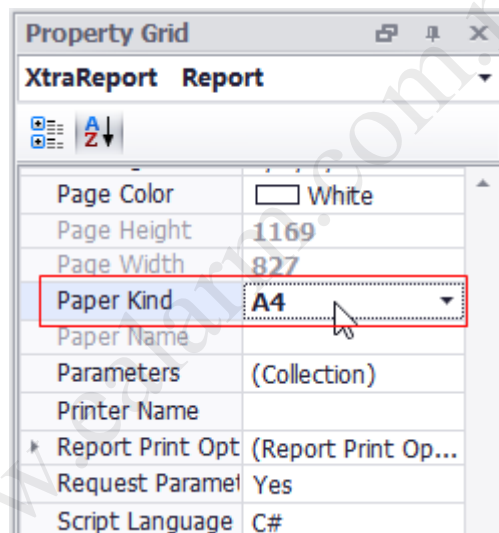 Property Grid
XtraReport Report
Page Color White
Page Height 1169
Page Width 827
Paper Kind A4
Paper Name
Parameters (Collection)
Printer Name
Report Print Opt (Report Print Op...
Request Paramet Yes
Script Language C#